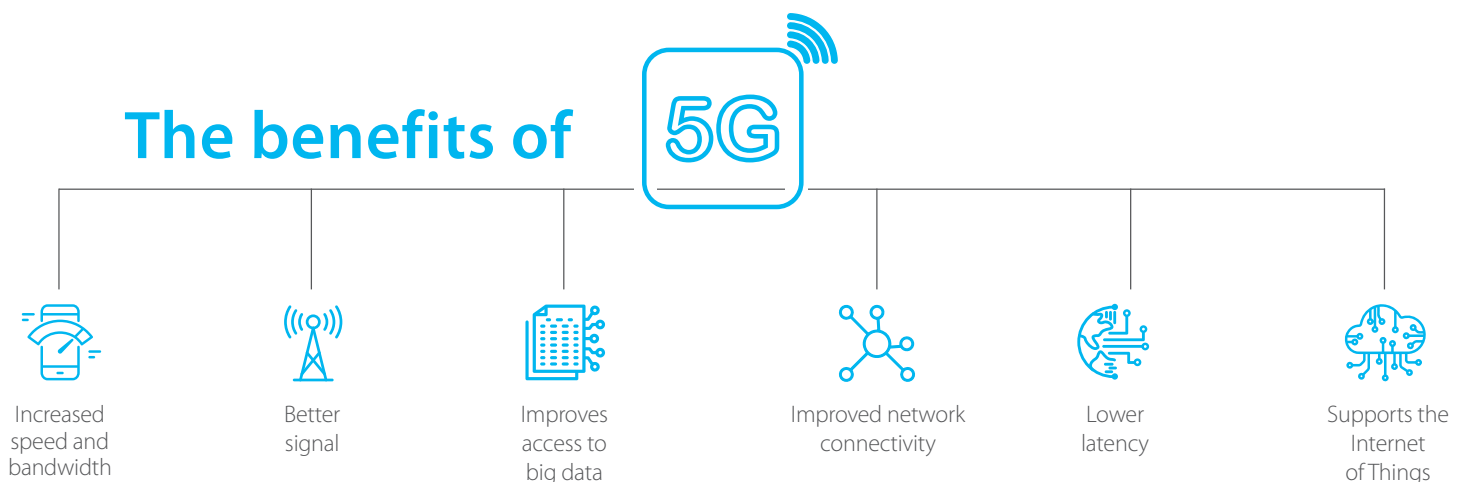 The benefits of 5G
Increased
speed and
bandwidth
Better
signal
Improves
access to
big data
Improved network
connectivity
Lower
latency
Supports the
Internet
of Things